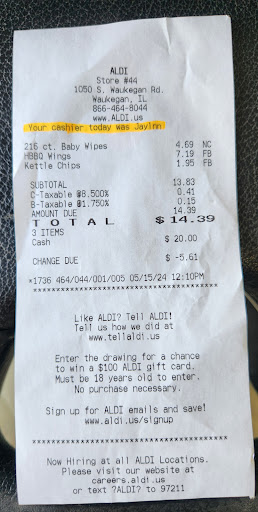 ALDI
Store #44
1050 S. Waukegan Rd.
Waukegan, IL
866-464-8044
www.ALDI.us
Your cashier today was Jaylnn
216 ct. Baby Wipes 4.69 NC
HBBQ Wings 7.19 FB
Kettle Chips 1.95 FB
SUBTOTAL 13.83
C-Taxable @8.500% 0.41
B-Taxable @1.750% 0.15
AMOUNT DUE 14.39
TOTAL $14.39
3 ITEMS
Cash $ 20.00
CHANGE DUE $ -5.61
*1736 464/044/001/005 05/15/24 12:10PM
****************************************
Like ALDI? Tell ALDI!
Tell us how we did at
www.tellaldi.us
Enter the drawing for a chance
to win a $100 ALDI gift card.
Must be 18 years old to enter.
No purchase necessary.
Sign up for ALDI emails and save!
www.aldi.us/signup
****************************************
Now Hiring at all ALDI Locations.
Please visit our website at
careers.aldi.us
or text ?ALDI? to 97211